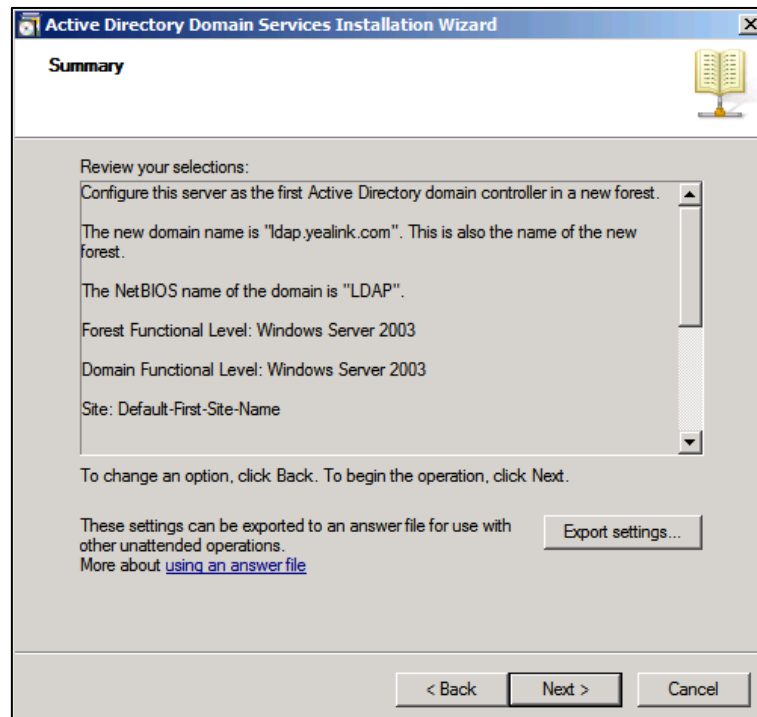 Active Directory Domain Services Installation Wizard
Summary
Review your selections:
Configure this server as the first Active Directory domain controller in a new forest.
The new domain name is "ldap.yealink.com". This is also the name of the new
forest.
The NetBIOS name of the domain is "LDAP".
Forest Functional Level: Windows Server 2003
Domain Functional Level: Windows Server 2003
Site: Default-First-Site-Name
To change an option, click Back. To begin the operation, click Next.
These settings can be exported to an answer file for use with
other unattended operations.
More about using an answer file
Export settings...
< Back
Next >
Cancel